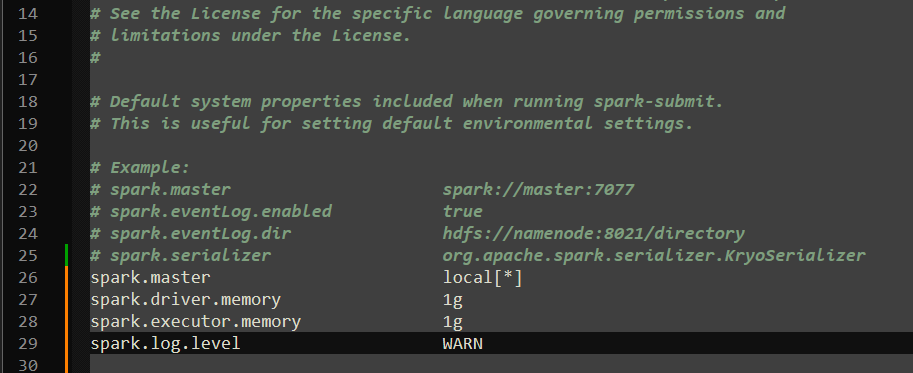 14 # See the License for the specific language governing permissions and
15 # limitations under the License.
16 #
17
18 # Default system properties included when running spark-submit.
19 # This is useful for setting default environmental settings.
20
21 # Example:
22 # spark.master spark://master:7077
23 # spark.eventLog.enabled true
24 # spark.eventLog.dir hdfs://namenode:8021/directory
25 # spark.serializer org.apache.spark.serializer.KryoSerializer
26 spark.master local[*]
27 spark.driver.memory 1g
28 spark.executor.memory 1g
29 spark.log.level WARN
30